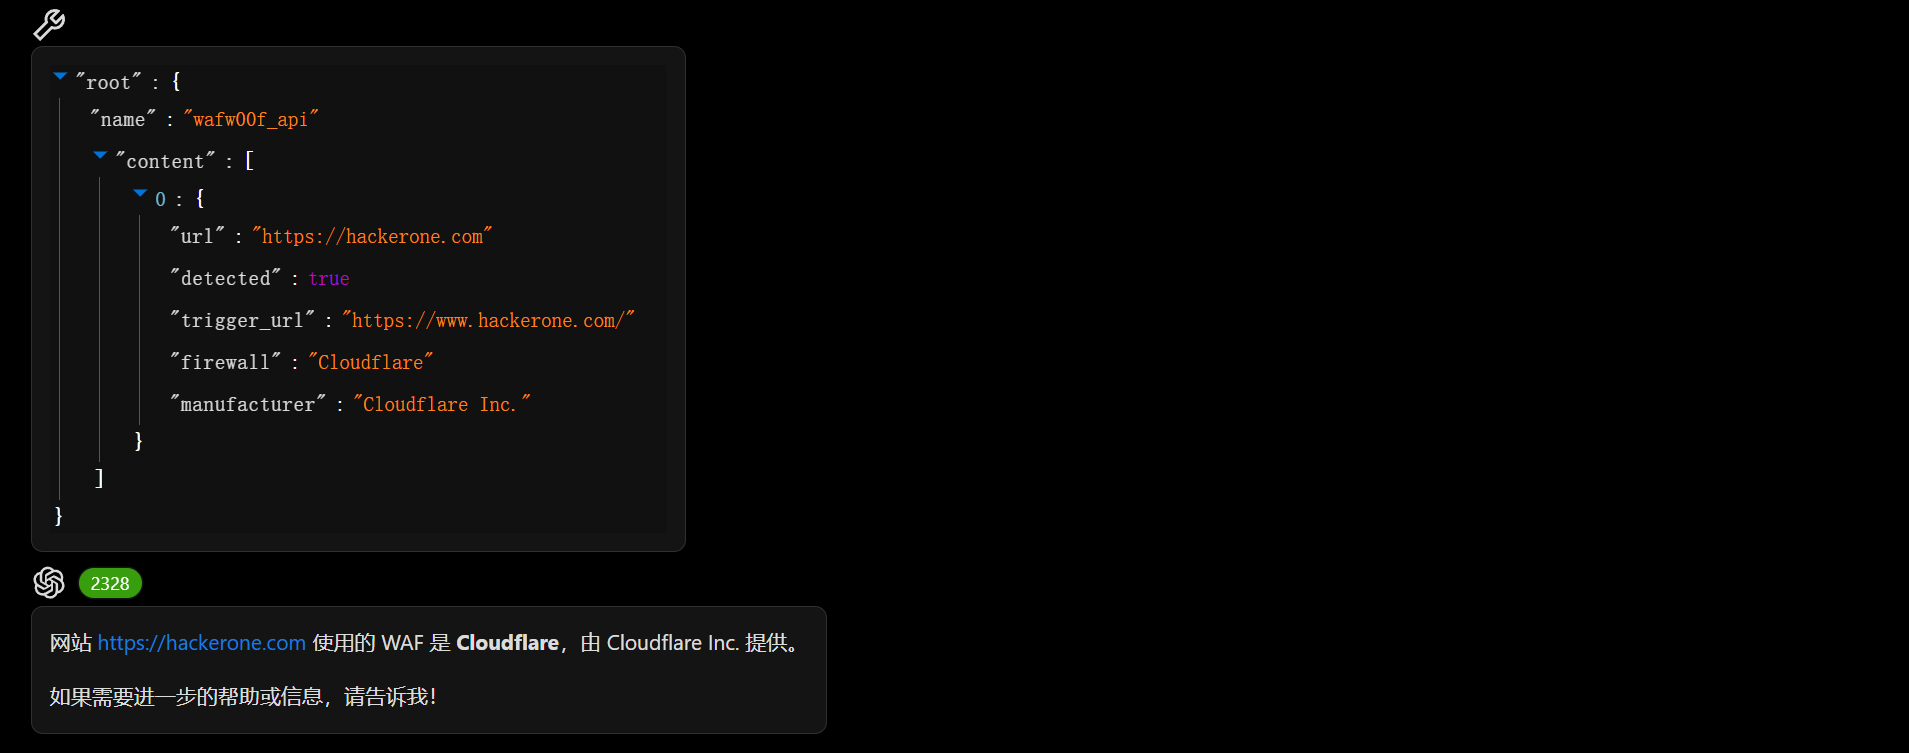 "root" : {
"name" : "wafw00f_api"
"content" : [
0 : {
"url" : "https://hackerone.com"
"detected" : true
"trigger_url" : "https://www.hackerone.com/"
"firewall" : "Cloudflare"
"manufacturer" : "Cloudflare Inc."
}
]
}
2328
网站 https://hackerone.com 使用的 WAF 是 Cloudflare，由 Cloudflare Inc. 提供。
如果需要进一步的帮助或信息，请告诉我！